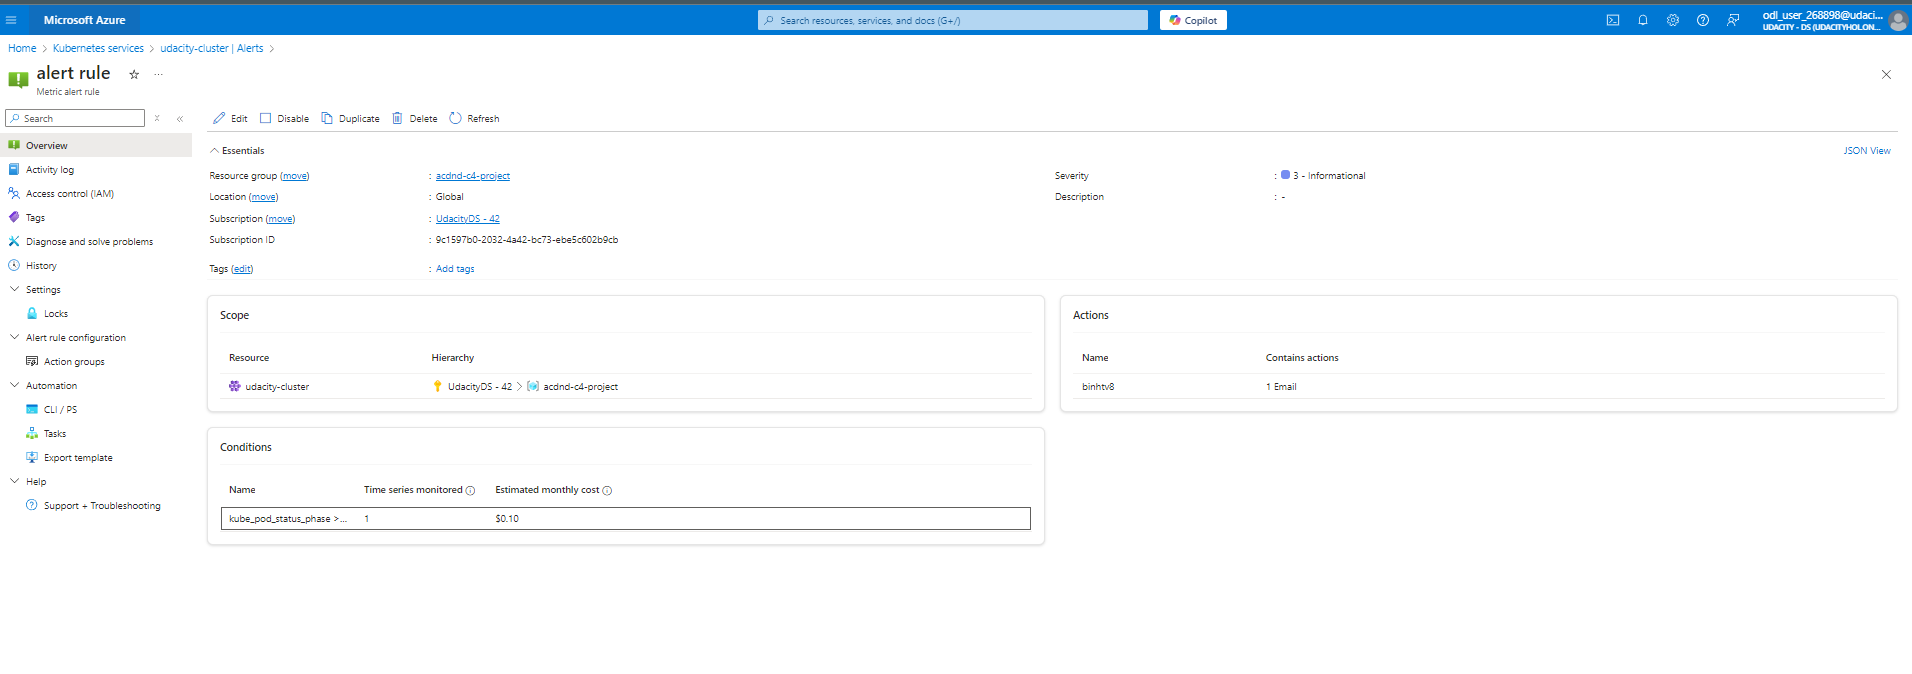 Microsoft Azure
Search resources, services, and docs (G+/)
Copilot
odl_user_268898@udaci...
UDACITY - DS (UDACITYHOLON...
Home > Kubernetes services > udacity-cluster | Alerts >
alert rule
Metric alert rule
Search
Edit Disable Duplicate Delete Refresh
Overview
Activity log
Access control (IAM)
Tags
Diagnose and solve problems
History
Settings
Locks
Alert rule configuration
Action groups
Automation
CLI / PS
Tasks
Export template
Help
Support + Troubleshooting
Essentials
JSON View
Resource group (move) : acdnd-c4-project
Location (move) : Global
Subscription (move) : UdacityDS - 42
Subscription ID : 9c1597b0-2032-4a42-bc73-ebe5c602b9cb
Tags (edit) : Add tags
Severity : 3 - Informational
Description : -
Scope
Resource Hierarchy
udacity-cluster UdacityDS - 42 > acdnd-c4-project
Actions
Name Contains actions
binhtv8 1 Email
Conditions
Name Time series monitored Estimated monthly cost
kube_pod_status_phase >... 1 $0.10